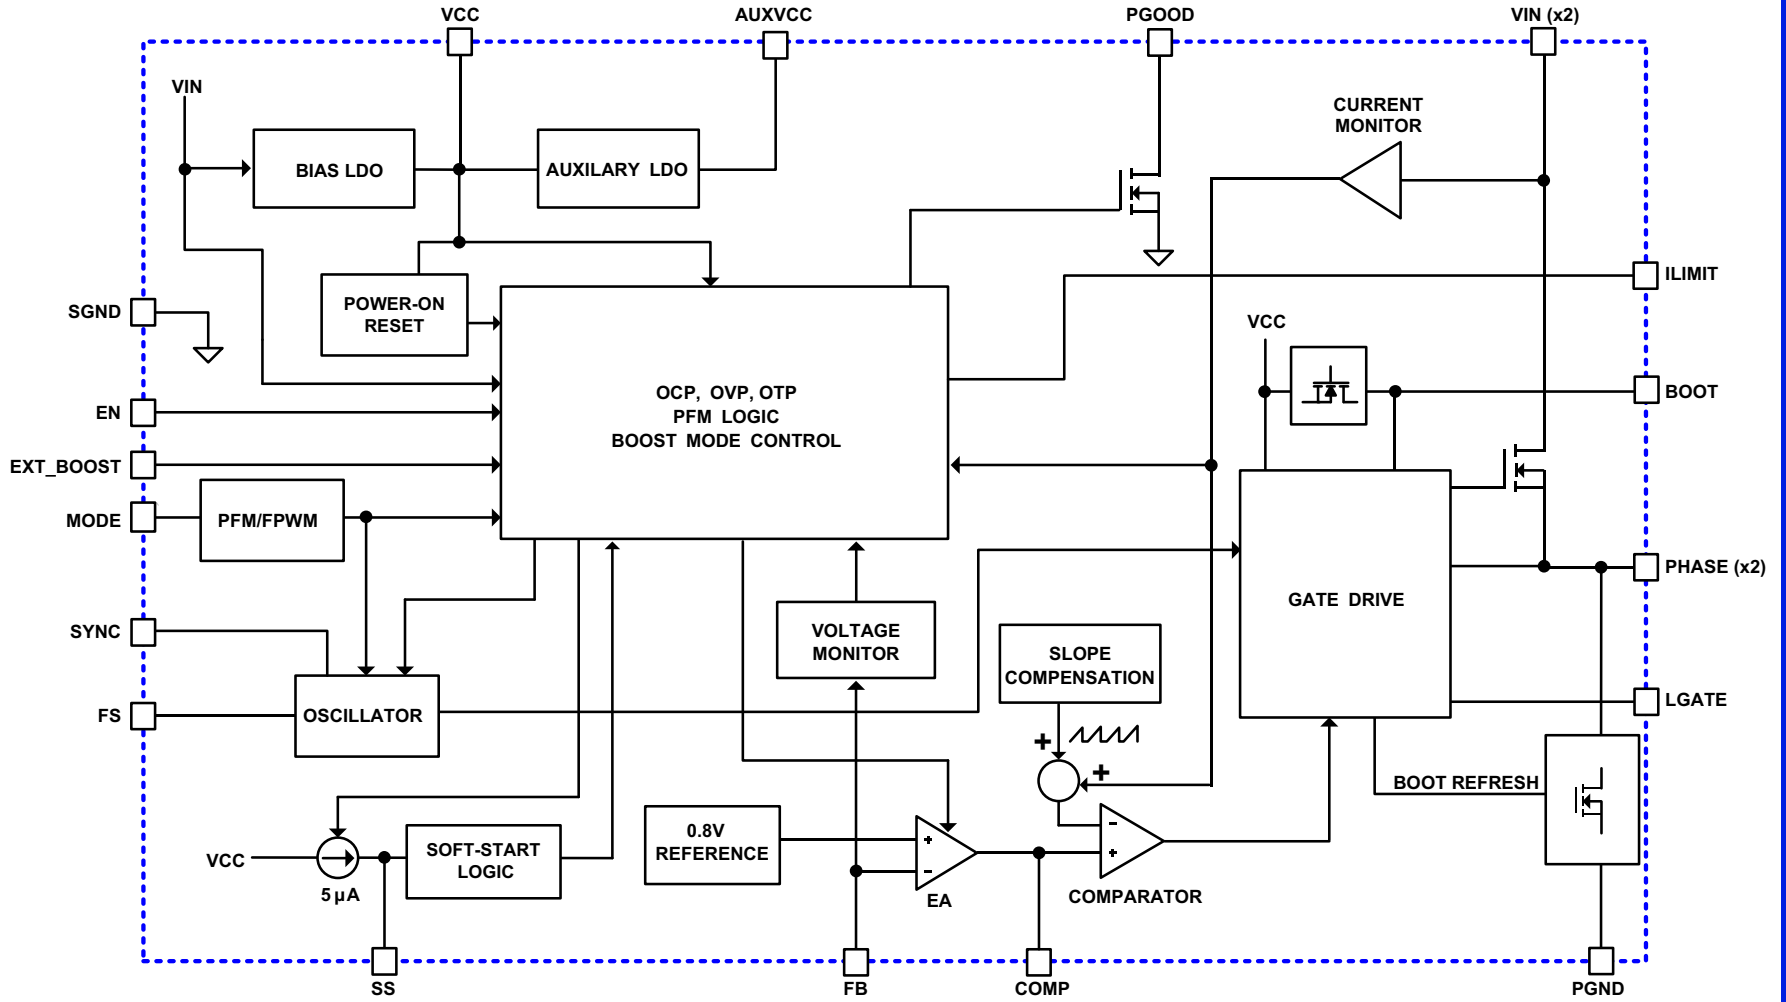 VCC
AUXVCC
PGOOD
VIN (x2)
VIN
CURRENT
MONITOR
BIAS LDO
AUXILARY LDO
SGND
POWER-ON
RESET
ILIMIT
VCC
OCP, OVP, OTP
PFM LOGIC
BOOST MODE CONTROL
BOOT
EN
EXT_BOOST
MODE
PFM/FPWM
PHASE (x2)
GATE DRIVE
SYNC
VOLTAGE
MONITOR
SLOPE
COMPENSATION
LGATE
FS
OSCILLATOR
+
+
BOOT REFRESH
0.8V
REFERENCE
+
-
EA
-
+
COMPARATOR
VCC
5 µA
SOFT-START
LOGIC
SS
FB
COMP
PGND